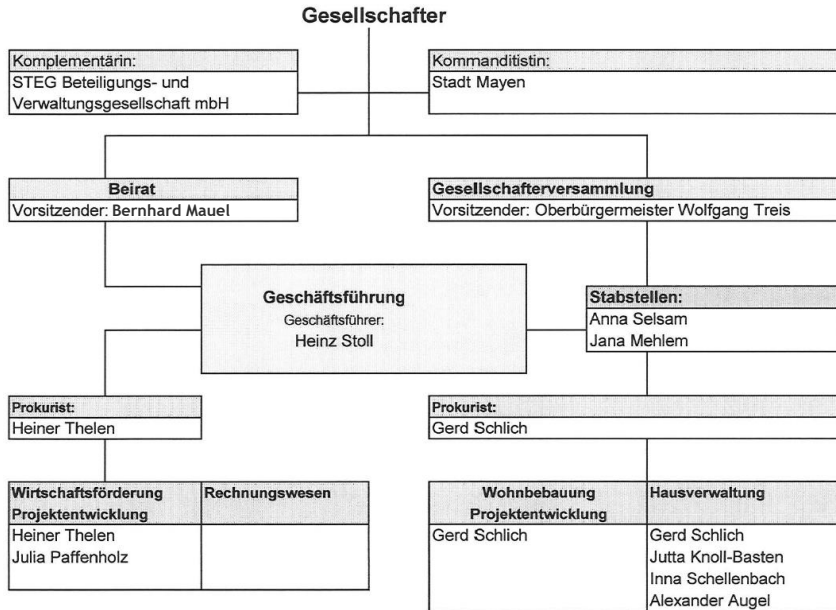 Gesellschafter
Komplementärin:
STEG Beteiligungs- und
Verwaltungsgesellschaft mbH
Kommanditistin:
Stadt Mayen
Beirat
Vorsitzender: Bernhard Mauel
Gesellschafterversammlung
Vorsitzender: Oberbürgermeister Wolfgang Treis
Geschäftsführung
Geschäftsführer:
Heinz Stoll
Stabstellen:
Anna Selsam
Jana Mehlem
Prokurist:
Heiner Thelen
Prokurist:
Gerd Schlich
Wirtschaftsförderung
Projektentwicklung
Heiner Thelen
Julia Paffenholz
Rechnungswesen
Wohnbebauung
Projektentwicklung
Gerd Schlich
Hausverwaltung
Gerd Schlich
Jutta Knoll-Basten
Inna Schellenbach
Alexander Augel